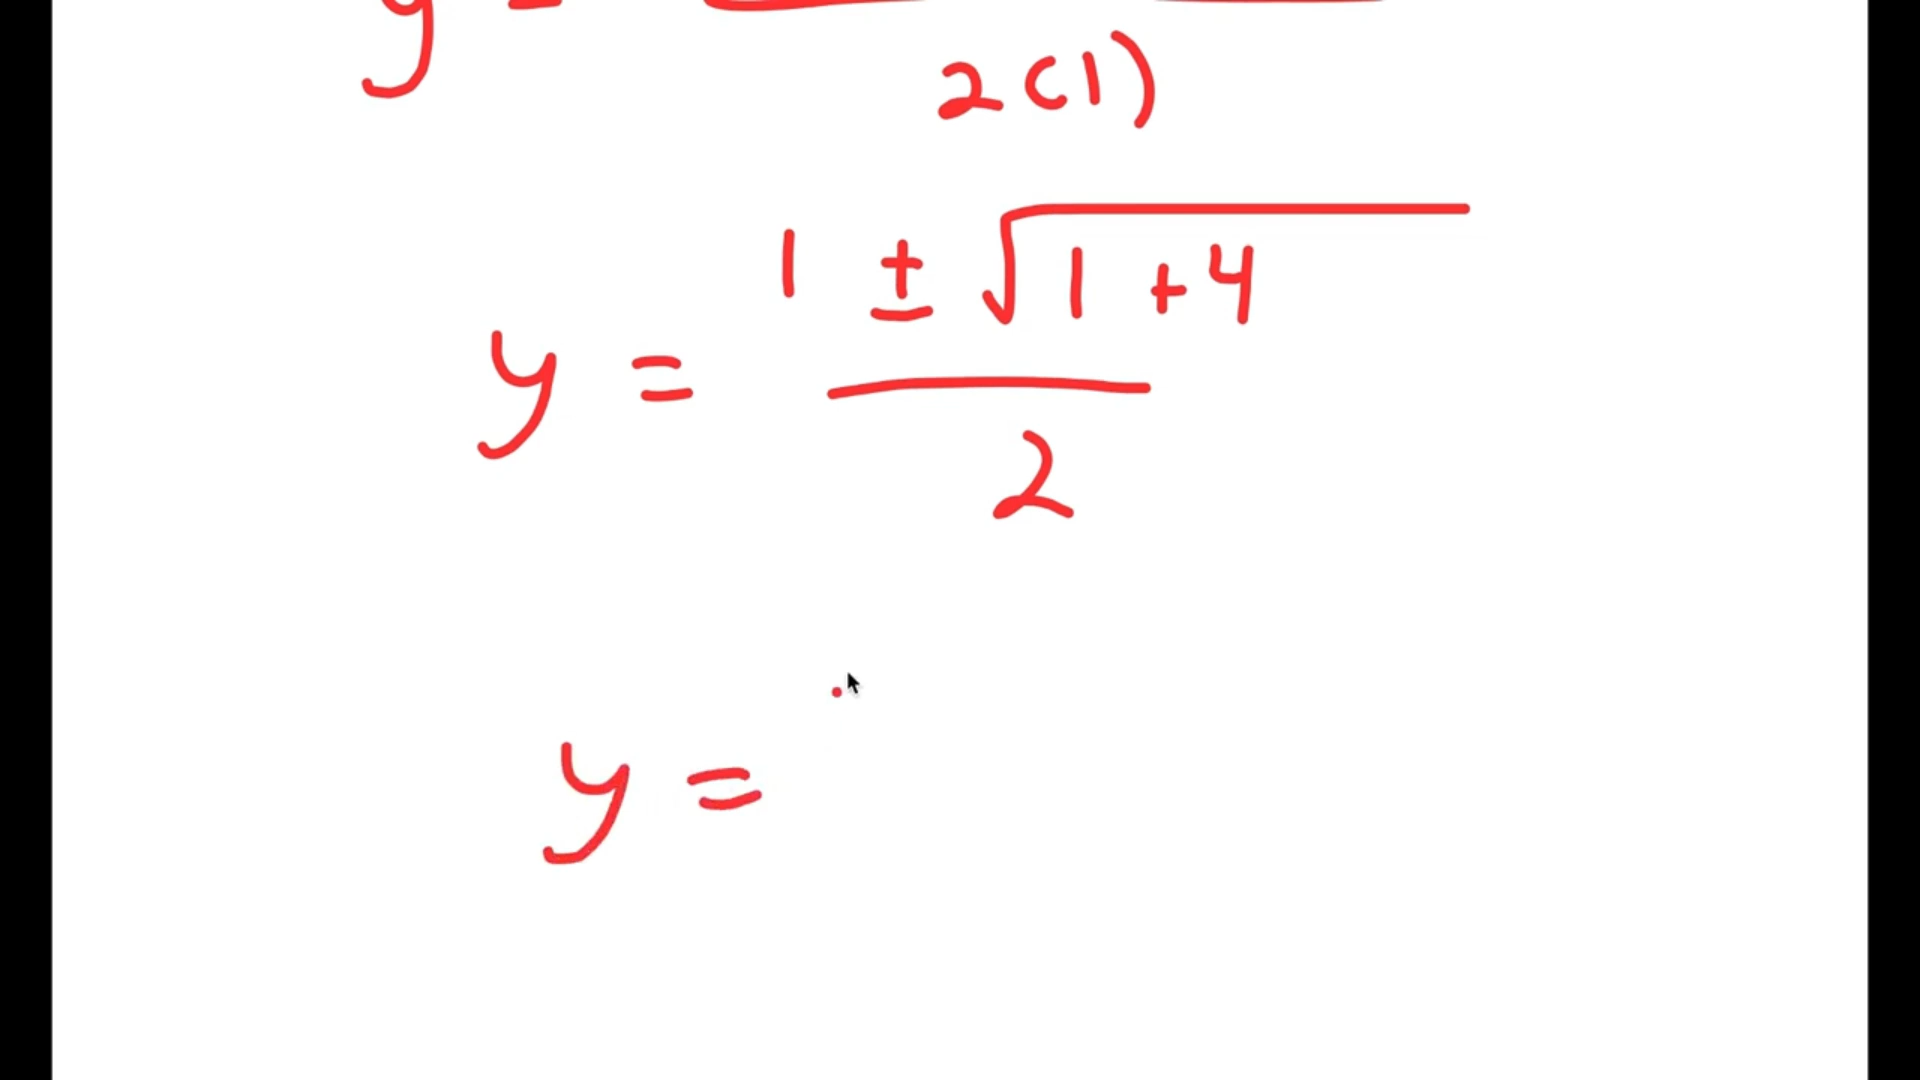 y =
2(1)
1 ± √1 + 4
y =
2
y =